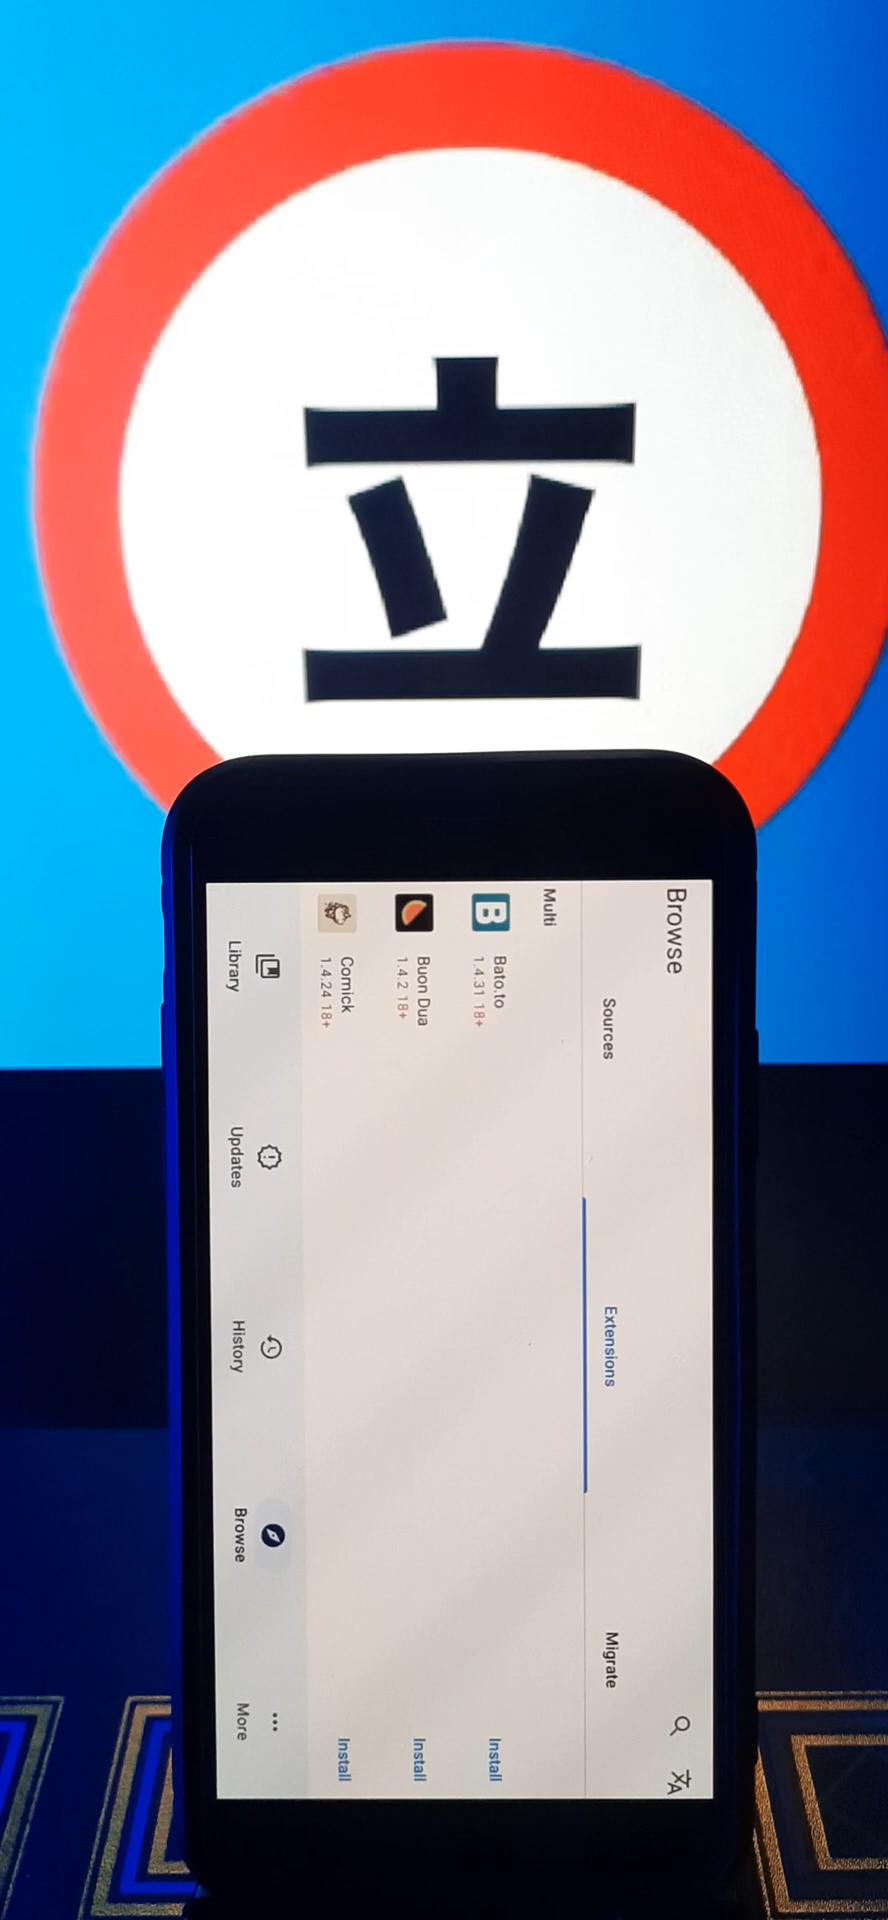 立
Browse
Sources Extensions Migrate
Multi
Bato.to
1.4.31 18+
Install
Buon Dua
1.4.2 18+
Install
Comick
1.4.24 18+
Install
Library Updates History Browse More